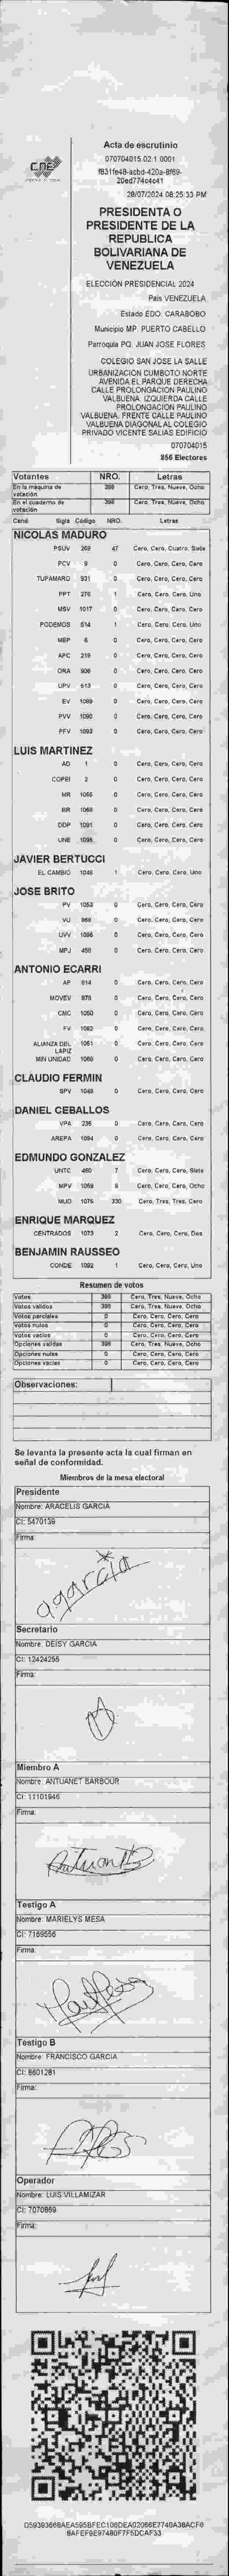 CNE
Acta de escrutinio
070704015.02.1.0001
28/07/2024 08:25:33 PM
PRESIDENTA O
PRESIDENTE DE LA
REPUBLICA
BOLIVARIANA DE
VENEZUELA
ELECCIÓN PRESIDENCIAL 2024
País VENEZUELA
Estado EDO. CARABOBO
Municipio MP. PUERTO CABELLO
Parroquia PQ. JUAN JOSE FLORES
COLEGIO SAN JOSE LA SALLE
URBANIZACION CUMBOTO NORTE
AVENIDA EL PARQUE DERECHA
CALLE PROLONGACION PAULINO
VALBUENA. IZQUIERDA CALLE
PROLONGACION PAULINO
VALBUENA. FRENTE CALLE PAULINO
VALBUENA DIAGONAL AL COLEGIO
PRIVADO VICENTE SALIAS EDIFICIO
070704015
856 Electores
Votantes NRO. Letras
En la máquina de votación 398 Cero, Tres, Nueve, Ocho
En el cuaderno de votación 398 Cero, Tres, Nueve, Ocho
Cand. Sigla Código NRO. Letras
NICOLAS MADURO
PSUV 269 47 Cero, Cero, Cuatro, Siete
PCV 9 0 Cero, Cero, Cero, Cero
TUPAMARO 931 0 Cero, Cero, Cero, Cero
PPT 276 1 Cero, Cero, Cero, Uno
MSV 1017 0 Cero, Cero, Cero, Cero
PODEMOS 514 1 Cero, Cero, Cero, Uno
MEP 6 0 Cero, Cero, Cero, Cero
APC 219 0 Cero, Cero, Cero, Cero
ORA 906 0 Cero, Cero, Cero, Cero
UPV 613 0 Cero, Cero, Cero, Cero
EV 1089 0 Cero, Cero, Cero, Cero
PVV 1090 0 Cero, Cero, Cero, Cero
PFV 1093 0 Cero, Cero, Cero, Cero
LUIS MARTINEZ
AD 1 0 Cero, Cero, Cero, Cero
COPEI 2 0 Cero, Cero, Cero, Cero
MR 1065 0 Cero, Cero, Cero, Cero
BR 1068 0 Cero, Cero, Cero, Cero
DDP 1091 0 Cero, Cero, Cero, Cero
UNE 1095 0 Cero, Cero, Cero, Cero
JAVIER BERTUCCI
EL CAMBIO 1048 1 Cero, Cero, Cero, Uno
JOSE BRITO
PV 1053 0 Cero, Cero, Cero, Cero
VU 868 0 Cero, Cero, Cero, Cero
UVV 1096 0 Cero, Cero, Cero, Cero
MPJ 456 0 Cero, Cero, Cero, Cero
ANTONIO ECARRI
AP 614 0 Cero, Cero, Cero, Cero
MOVEV 870 0 Cero, Cero, Cero, Cero
CMC 1050 0 Cero, Cero, Cero, Cero
FV 1082 0 Cero, Cero, Cero, Cero
ALIANZA DEL LAPIZ 1051 0 Cero, Cero, Cero, Cero
MIN UNIDAD 1066 0 Cero, Cero, Cero, Cero
CLAUDIO FERMIN
SPV 1049 0 Cero, Cero, Cero, Cero
DANIEL CEBALLOS
VPA 236 0 Cero, Cero, Cero, Cero
AREPA 1094 0 Cero, Cero, Cero, Cero
EDMUNDO GONZALEZ
UNTC 460 7 Cero, Cero, Cero, Siete
MPV 1059 8 Cero, Cero, Cero, Ocho
MUD 1075 330 Cero, Tres, Tres, Cero
ENRIQUE MARQUEZ
CENTRADOS 1073 2 Cero, Cero, Cero, Dos
BENJAMIN RAUSSEO
CONDE 1092 1 Cero, Cero, Cero, Uno
Resumen de votos
Votos 398 Cero, Tres, Nueve, Ocho
Votos válidos 398 Cero, Tres, Nueve, Ocho
Votos parciales 0 Cero, Cero, Cero, Cero
Votos nulos 0 Cero, Cero, Cero, Cero
Votos vacíos 0 Cero, Cero, Cero, Cero
Opciones válidas 398 Cero, Tres, Nueve, Ocho
Opciones nulas 0 Cero, Cero, Cero, Cero
Opciones vacías 0 Cero, Cero, Cero, Cero
Observaciones:
Se levanta la presente acta la cual firman en
señal de conformidad.
Miembros de la mesa electoral
Presidente
Nombre: ARACELIS GARCIA
CI: 5470139
Firma:
agarcia
Secretario
Nombre: DEISY GARCIA
CI: 12424255
Firma:
Miembro A
Nombre: ANTUANET BARBOUR
CI: 11101946
Firma:
Testigo A
Nombre: MARIELYS MESA
CI: 7169556
Firma:
Testigo B
Nombre: FRANCISCO GARCIA
CI: 8601281
Firma:
Operador
Nombre: LUIS VILLAMIZAR
CI: 7070869
Firma: